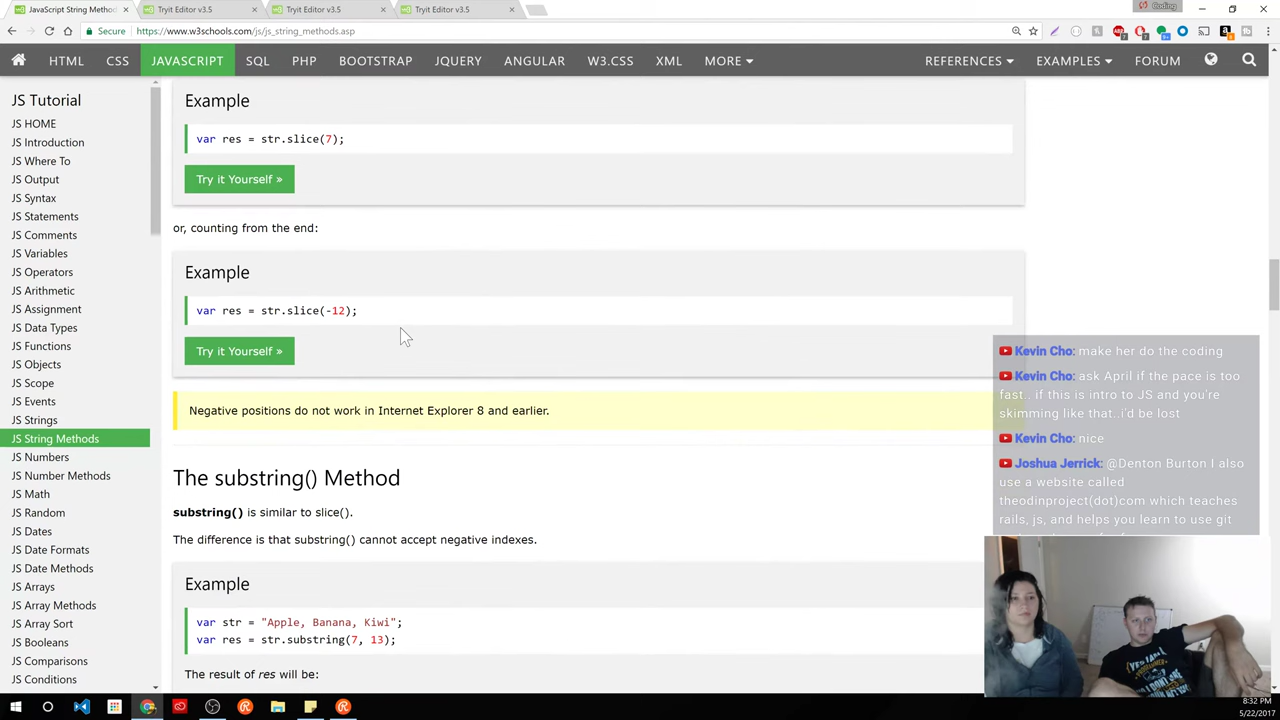 JavaScript String Metho
Tryit Editor v3.5
Tryit Editor v3.5
Tryit Editor v3.5
Coding
Secure
https://www.w3schools.com/js/js_string_methods.asp
HTML CSS JAVASCRIPT SQL PHP BOOTSTRAP JQUERY ANGULAR W3.CSS XML MORE REFERENCES EXAMPLES FORUM
JS Tutorial
JS HOME
JS Introduction
JS Where To
JS Output
JS Syntax
JS Statements
JS Comments
JS Variables
JS Operators
JS Arithmetic
JS Assignment
JS Data Types
JS Functions
JS Objects
JS Scope
JS Events
JS Strings
JS String Methods
JS Numbers
JS Number Methods
JS Math
JS Random
JS Dates
JS Date Formats
JS Date Methods
JS Arrays
JS Array Methods
JS Array Sort
JS Booleans
JS Comparisons
JS Conditions
Example
var res = str.slice(7);
Try it Yourself »
or, counting from the end:
Example
var res = str.slice(-12);
Try it Yourself »
Negative positions do not work in Internet Explorer 8 and earlier.
The substring() Method
substring() is similar to slice().
The difference is that substring() cannot accept negative indexes.
Example
var str = "Apple, Banana, Kiwi";
var res = str.substring(7, 13);
The result of res will be:
Kevin Cho: make her do the coding
Kevin Cho: ask April if the pace is too
fast.. if this is intro to JS and you're
skimming like that..i'd be lost
Kevin Cho: nice
Joshua Jerrick: @Denton Burton I also
use a website called
theodinproject(dot)com which teaches
rails, js, and helps you learn to use git
8:32 PM
5/22/2017